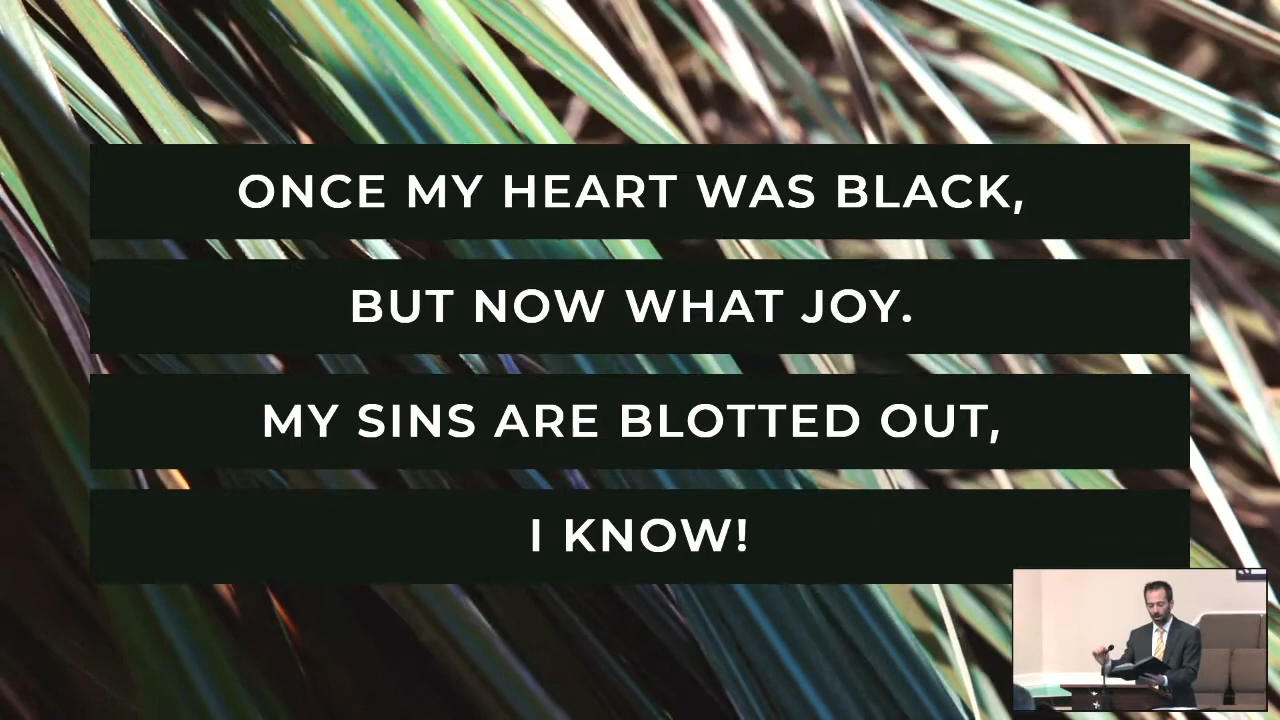 ONCE MY HEART WAS BLACK,
BUT NOW WHAT JOY.
MY SINS ARE BLOTTED OUT,
I KNOW!